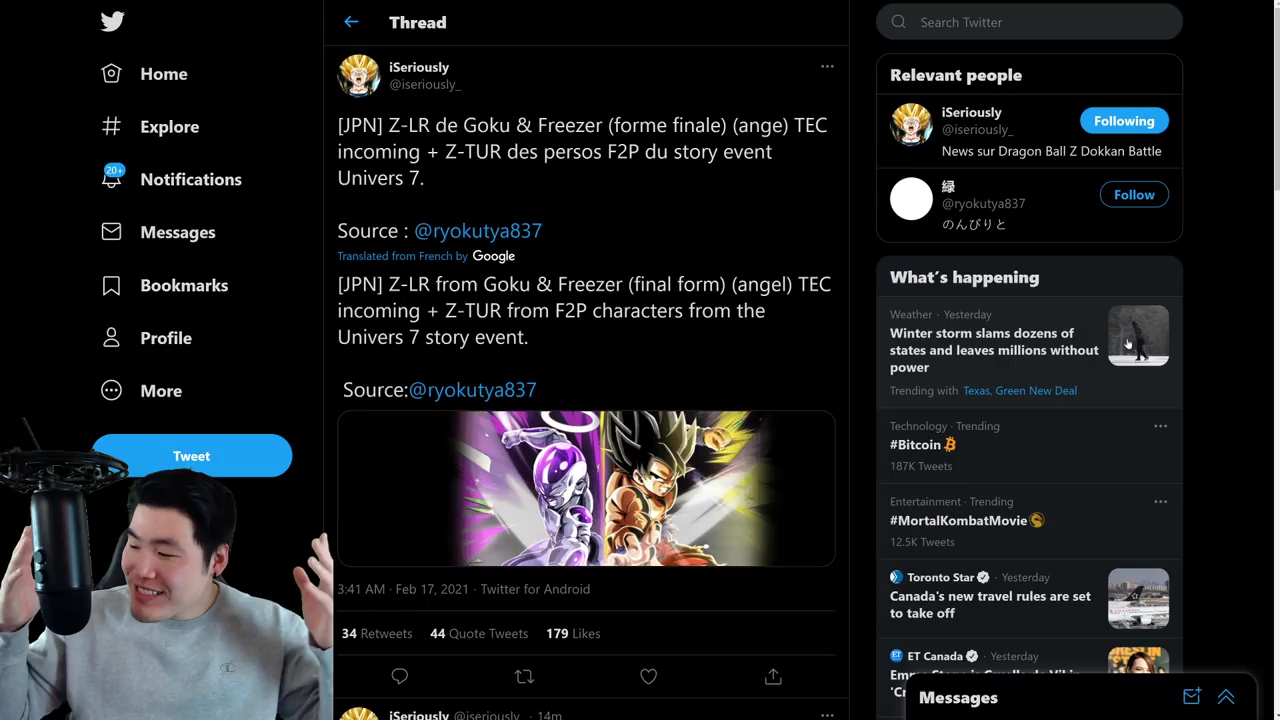 Home
Explore
20+
Notifications
Messages
Bookmarks
Profile
More
Tweet
Thread
iSeriously
@iseriously_
[JPN] Z-LR de Goku & Freezer (forme finale) (ange) TEC
incoming + Z-TUR des persos F2P du story event
Univers 7.
Source : @ryokutya837
Translated from French by Google
[JPN] Z-LR from Goku & Freezer (final form) (angel) TEC
incoming + Z-TUR from F2P characters from the
Univers 7 story event.
Source:@ryokutya837
3:41 AM · Feb 17, 2021 · Twitter for Android
34 Retweets 44 Quote Tweets 179 Likes
iSeriously @iseriously_ · 14m
Search Twitter
Relevant people
iSeriously
@iseriously_
Following
News sur Dragon Ball Z Dokkan Battle
緑
@ryokutya837
Follow
のんびりと
What's happening
Weather · Yesterday
Winter storm slams dozens of
states and leaves millions without
power
Trending with Texas, Green New Deal
Technology · Trending
#Bitcoin
187K Tweets
Entertainment · Trending
#MortalKombatMovie
12.5K Tweets
Toronto Star · Yesterday
Canada's new travel rules are set
to take off
ET Canada · Yesterday
Messages